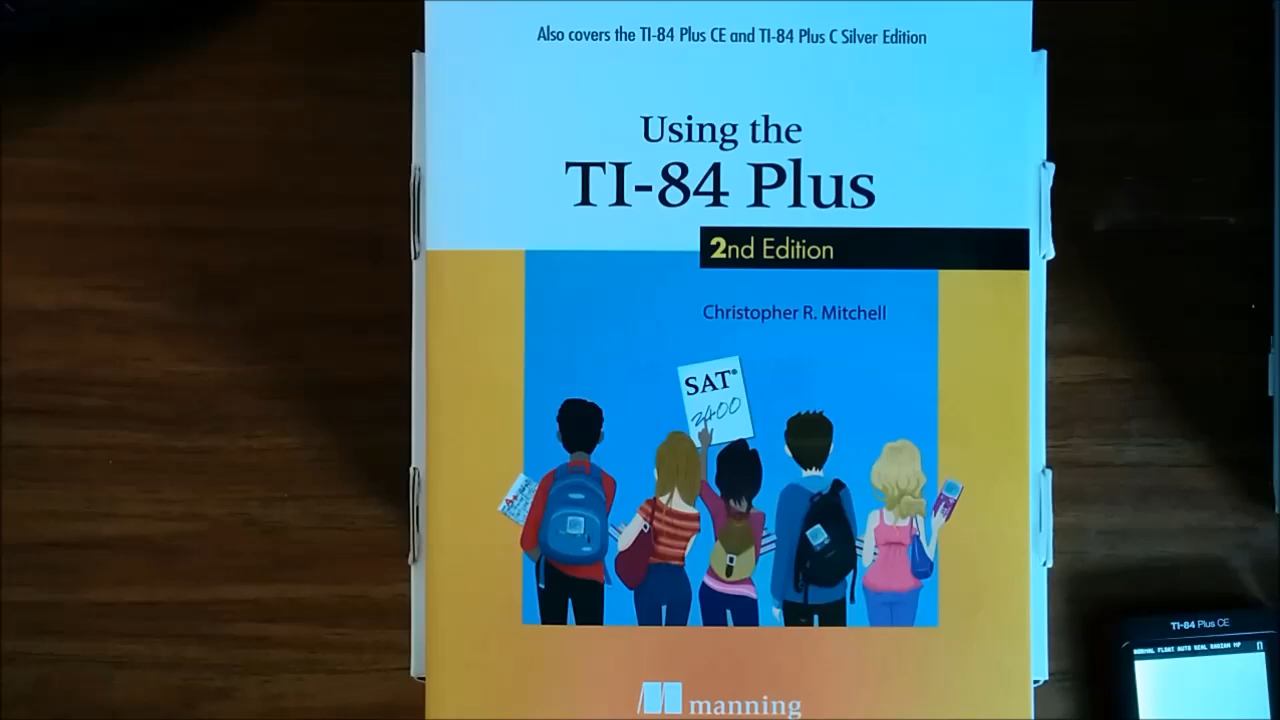 Also covers the TI-84 Plus CE and TI-84 Plus C Silver Edition
Using the
TI-84 Plus
2nd Edition
Christopher R. Mitchell
SAT®
2400
A+
manning
TI-84 Plus CE
NORMAL FLOAT AUTO REAL RADIAN MP